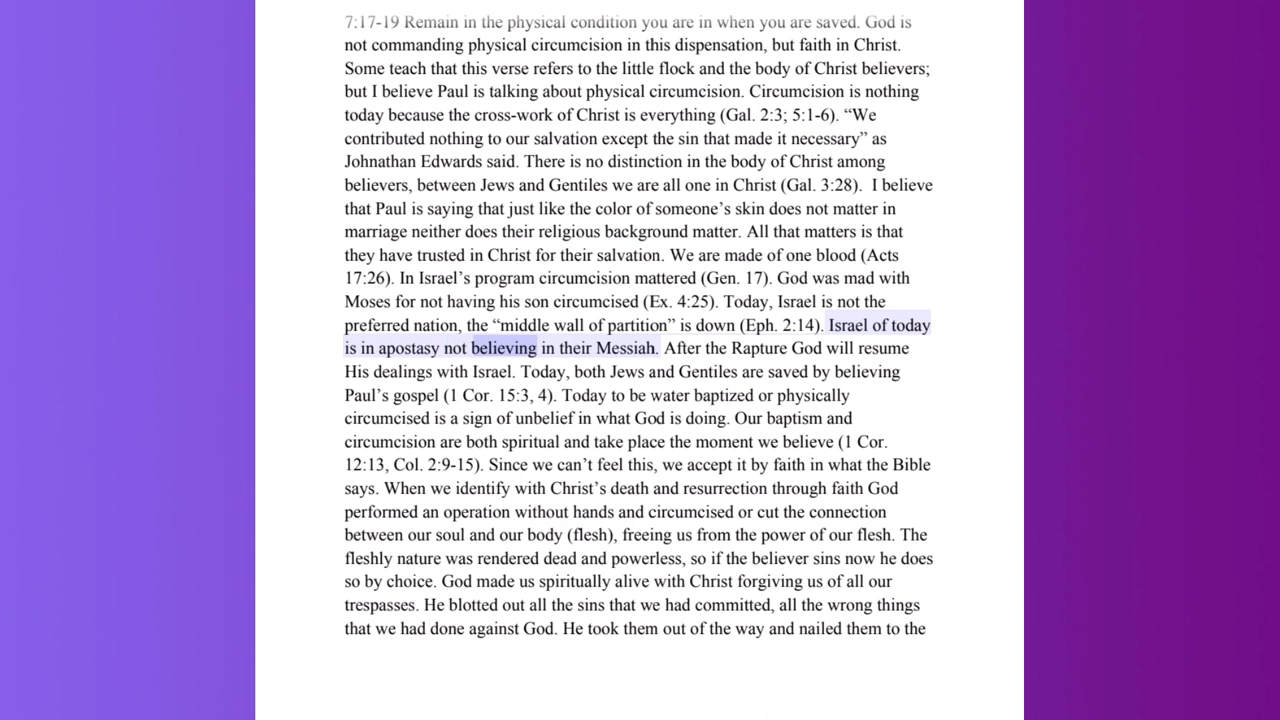 7:17-19 Remain in the physical condition you are in when you are saved. God is
not commanding physical circumcision in this dispensation, but faith in Christ.
Some teach that this verse refers to the little flock and the body of Christ believers;
but I believe Paul is talking about physical circumcision. Circumcision is nothing
today because the cross-work of Christ is everything (Gal. 2:3; 5:1-6). “We
contributed nothing to our salvation except the sin that made it necessary” as
Johnathan Edwards said. There is no distinction in the body of Christ among
believers, between Jews and Gentiles we are all one in Christ (Gal. 3:28).  I believe
that Paul is saying that just like the color of someone’s skin does not matter in
marriage neither does their religious background matter. All that matters is that
they have trusted in Christ for their salvation. We are made of one blood (Acts
17:26). In Israel’s program circumcision mattered (Gen. 17). God was mad with
Moses for not having his son circumcised (Ex. 4:25). Today, Israel is not the
preferred nation, the “middle wall of partition” is down (Eph. 2:14). Israel of today
is in apostasy not believing in their Messiah. After the Rapture God will resume
His dealings with Israel. Today, both Jews and Gentiles are saved by believing
Paul’s gospel (1 Cor. 15:3, 4). Today to be water baptized or physically
circumcised is a sign of unbelief in what God is doing. Our baptism and
circumcision are both spiritual and take place the moment we believe (1 Cor.
12:13, Col. 2:9-15). Since we can’t feel this, we accept it by faith in what the Bible
says. When we identify with Christ’s death and resurrection through faith God
performed an operation without hands and circumcised or cut the connection
between our soul and our body (flesh), freeing us from the power of our flesh. The
fleshly nature was rendered dead and powerless, so if the believer sins now he does
so by choice. God made us spiritually alive with Christ forgiving us of all our
trespasses. He blotted out all the sins that we had committed, all the wrong things
that we had done against God. He took them out of the way and nailed them to the